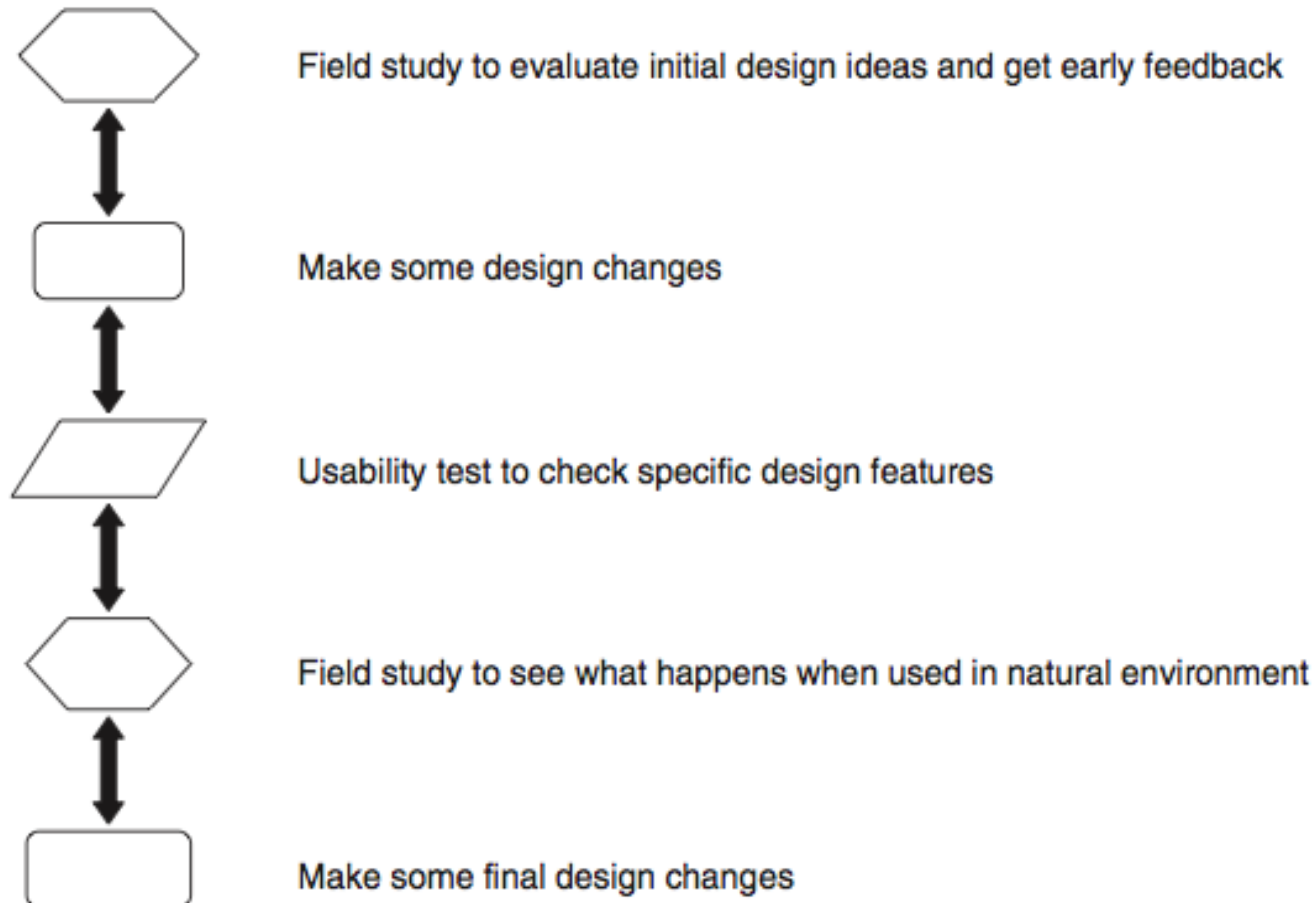 Field study to evaluate initial design ideas and get early feedback
Make some design changes
Usability test to check specific design features
Field study to see what happens when used in natural environment
Make some final design changes